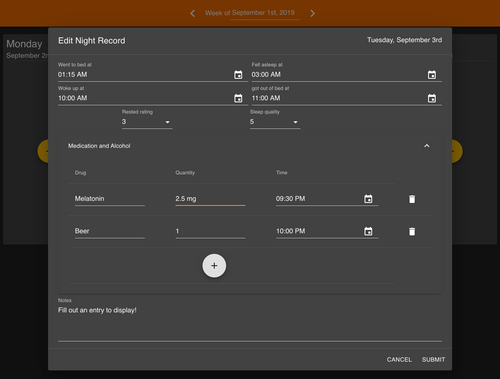 Week of September 1st, 2019
Monday
Edit Night Record
Tuesday, September 3rd
Went to bed at
Fell asleep at
01:15 AM
03:00 AM
Woke up at
got out of bed at
10:00 AM
11:00 AM
Rested rating
Sleep quality
3
5
Medication and Alcohol
Drug
Quantity
Time
Melatonin
2.5 mg
09:30 PM
Beer
1
10:00 PM
+
Notes
Fill out an entry to display!
CANCEL
SUBMIT